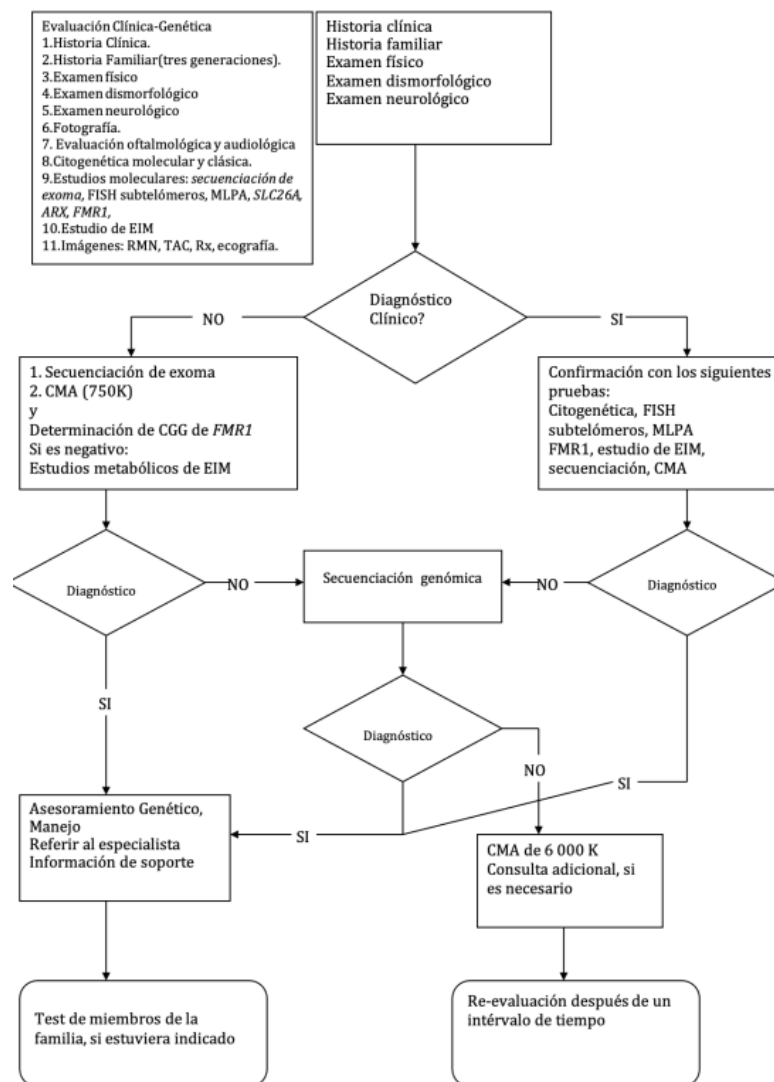 Evaluación Clínica-Genética
1.Historia Clínica.
2.Historia Familiar(tres generaciones).
3.Examen físico
4.Examen dismorfológico
5.Examen neurológico
6.Fotografía.
7. Evaluación oftalmológica y audiológica
8.Citogenética molecular y clásica.
9.Estudios moleculares: secuenciación de
exoma, FISH subtelómeros, MLPA, SLC26A,
ARX, FMR1,
10.Estudio de EIM
11.Imágenes: RMN, TAC, Rx, ecografía.
Historia clínica
Historia familiar
Examen físico
Examen dismorfológico
Examen neurológico
Diagnóstico
Clínico?
NO
SI
1. Secuenciación de exoma
2. CMA (750K)
y
Determinación de CGG de FMR1
Si es negativo:
Estudios metabólicos de EIM
Confirmación con los siguientes
pruebas:
Citogenética, FISH
subtelómeros, MLPA
FMR1, estudio de EIM,
secuenciación, CMA
Diagnóstico
NO
Secuenciación genómica
NO
Diagnóstico
SI
Diagnóstico
NO
SI
Asesoramiento Genético,
Manejo
Referir al especialista
Información de soporte
SI
CMA de 6 000 K
Consulta adicional, si
es necesario
Test de miembros de la
familia, si estuviera indicado
Re-evaluación después de un
intérvalo de tiempo